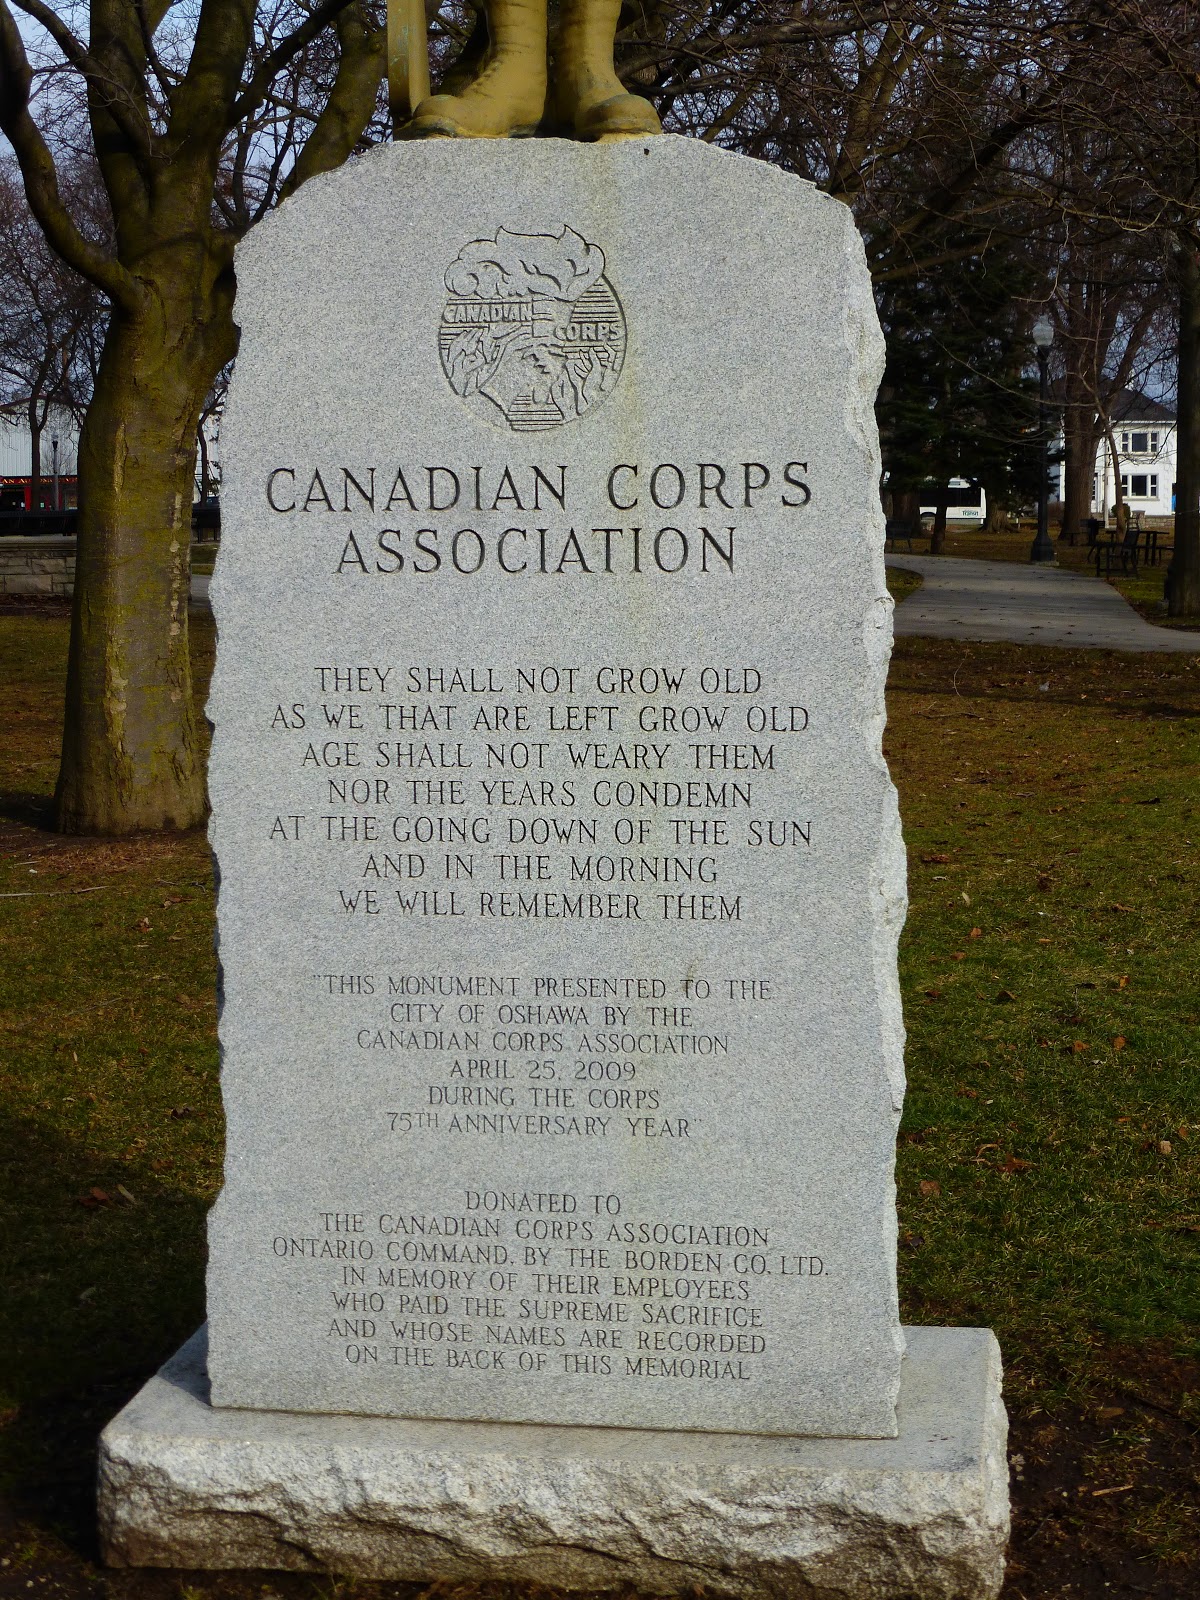 CANADIAN
CORPS
CANADIAN CORPS
ASSOCIATION
THEY SHALL NOT GROW OLD
AS WE THAT ARE LEFT GROW OLD
AGE SHALL NOT WEARY THEM
NOR THE YEARS CONDEMN
AT THE GOING DOWN OF THE SUN
AND IN THE MORNING
WE WILL REMEMBER THEM
"THIS MONUMENT PRESENTED TO THE
CITY OF OSHAWA BY THE
CANADIAN CORPS ASSOCIATION
APRIL 25, 2009
DURING THE CORPS
75TH ANNIVERSARY YEAR"
DONATED TO
THE CANADIAN CORPS ASSOCIATION
ONTARIO COMMAND, BY THE BORDEN CO. LTD.
IN MEMORY OF THEIR EMPLOYEES
WHO PAID THE SUPREME SACRIFICE
AND WHOSE NAMES ARE RECORDED
ON THE BACK OF THIS MEMORIAL